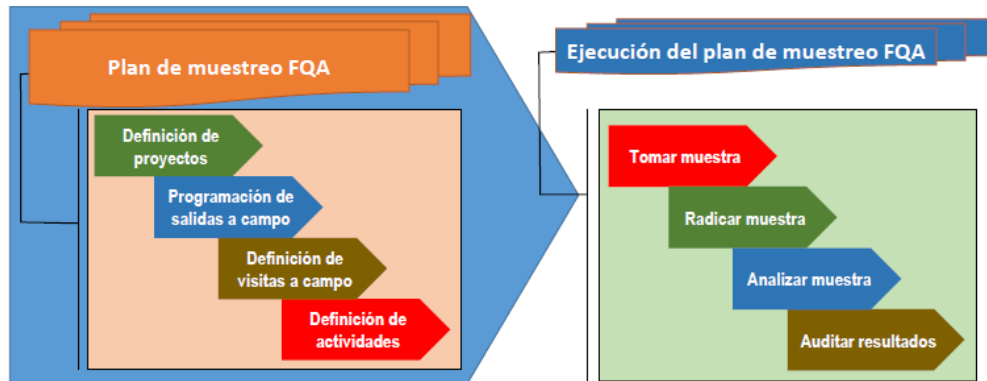 Plan de muestreo FQA
Definición de
proyectos
Programación de
salidas a campo
Definición de
visitas a campo
Definición de
actividades
Ejecución del plan de muestreo FQA
Tomar muestra
Radicar muestra
Analizar muestra
Auditar resultados